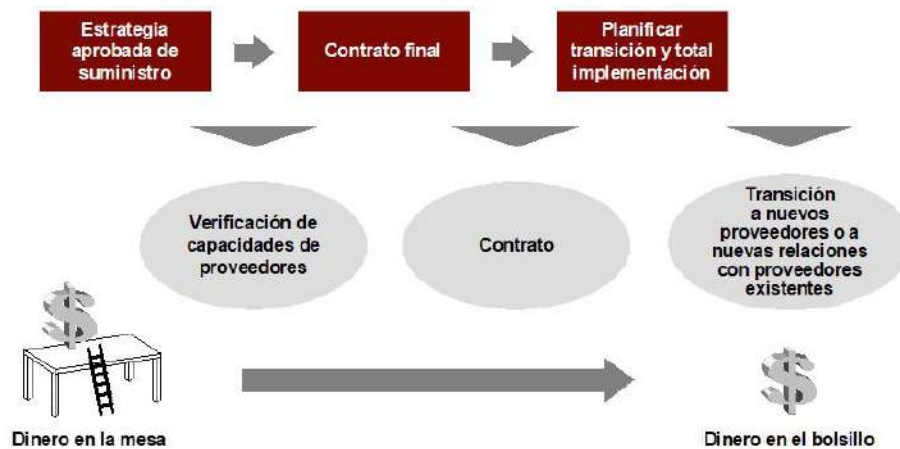 Estrategia
aprobada de
suministro
Contrato final
Planificar
transición y total
implementación
Verificación de
capacidades de
proveedores
Contrato
Transición
a nuevos
proveedores o a
nuevas relaciones
con proveedores
existentes
$
$
Dinero en la mesa
Dinero en el bolsillo